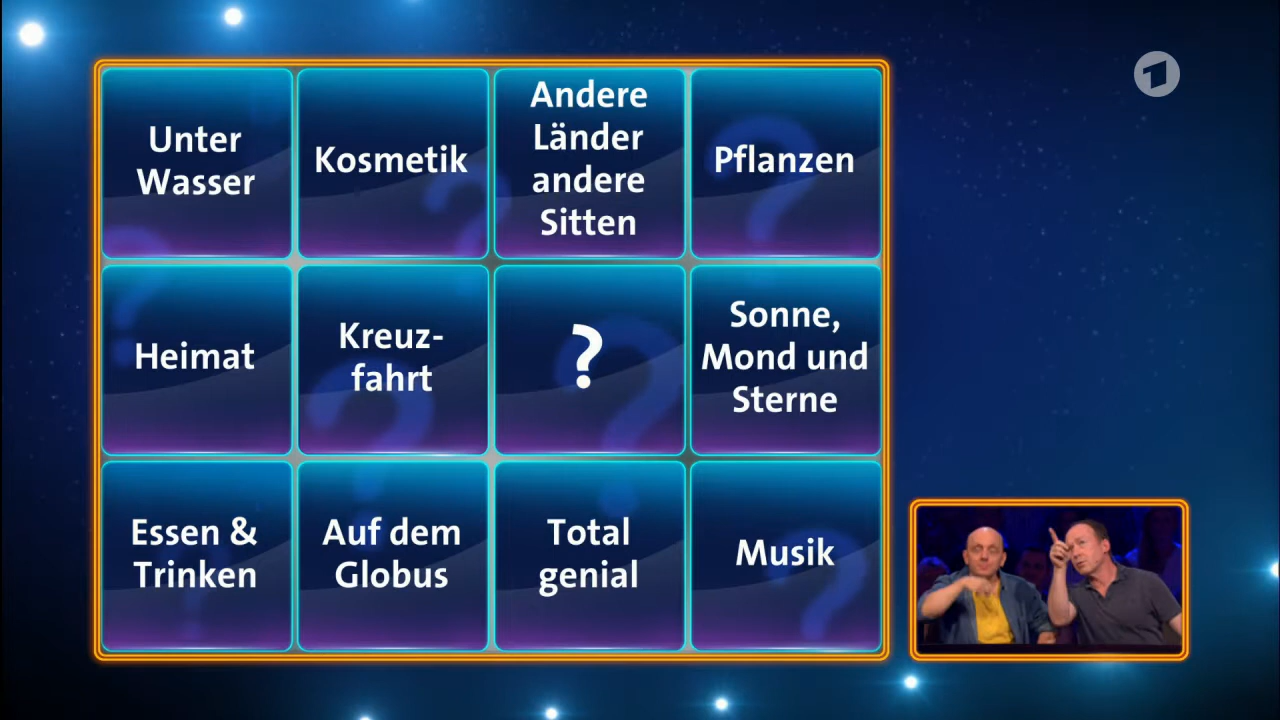 Unter
Wasser
Kosmetik
Andere
Länder
andere
Sitten
Pflanzen
Heimat
Kreuz-
fahrt
?
Sonne,
Mond und
Sterne
Essen &
Trinken
Auf dem
Globus
Total
genial
Musik
1